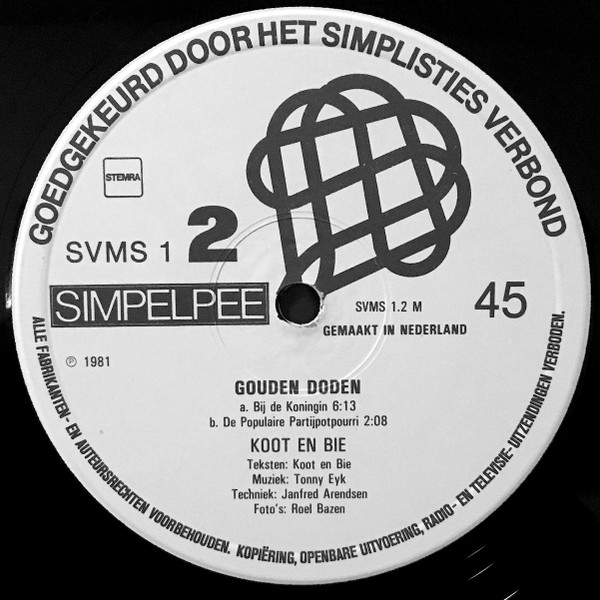 GOEDGEKEURD DOOR HET SIMPLISTIES VERBOND
STEMRA
SVMS 1 2
SIMPELPEE
SVMS 1.2 M
45
GEMAAKT IN NEDERLAND
℗ 1981
GOUDEN DODEN
a. Bij de Koningin 6:13
b. De Populaire Partijpotpourri 2:08
KOOT EN BIE
Teksten: Koot en Bie
Muziek: Tonny Eyk
Techniek: Janfred Arendsen
Foto's: Roel Bazen
ALLE FABRIKANTEN- EN AUTEURSRECHTEN VOORBEHOUDEN. KOPIËRING, OPENBARE UITVOERING, RADIO- EN TELEVISIE-UITZENDINGEN VERBODEN.